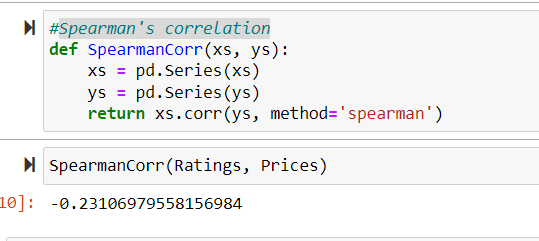 #Spearman's correlation
def SpearmanCorr(xs, ys):
    xs = pd.Series(xs)
    ys = pd.Series(ys)
    return xs.corr(ys, method='spearman')
SpearmanCorr(Ratings, Prices)
10]: -0.23106979558156984